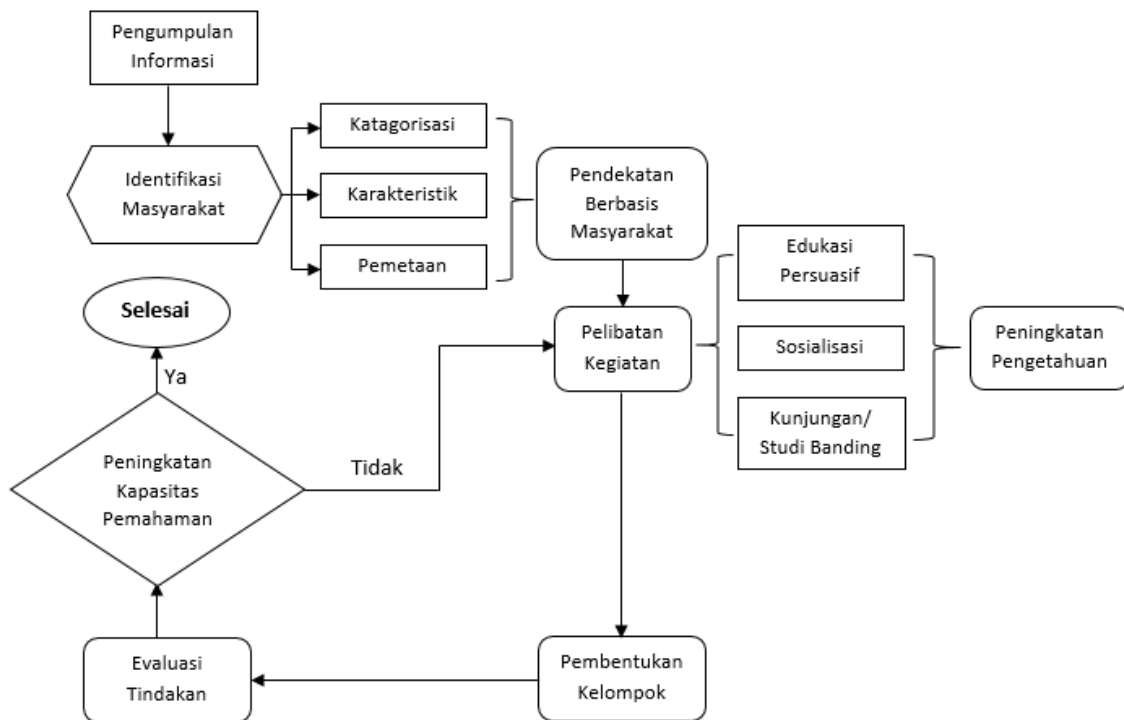 Pengumpulan
Informasi
Identifikasi
Masyarakat
Katagorisasi
Karakteristik
Pemetaan
Pendekatan
Berbasis
Masyarakat
Pelibatan
Kegiatan
Edukasi
Persuasif
Sosialisasi
Kunjungan/
Studi Banding
Peningkatan
Pengetahuan
Selesai
Ya
Peningkatan
Kapasitas
Pemahaman
Tidak
Evaluasi
Tindakan
Pembentukan
Kelompok